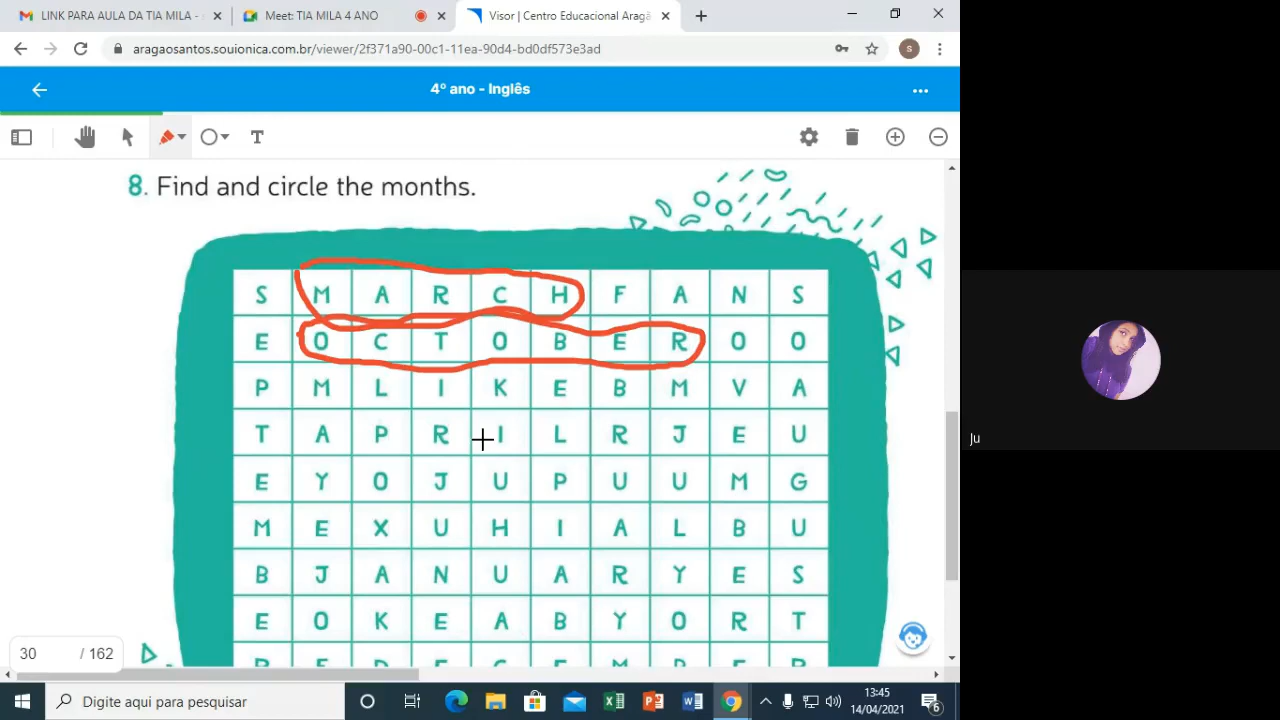 LINK PARA AULA DA TIA MILA -
Meet: TIA MILA 4 ANO
Visor | Centro Educacional Aragã
aragaosantos.souionica.com.br/viewer/2f371a90-00c1-11ea-90d4-bd0df573e3ad
S
4º ano - Inglês
T
8. Find and circle the months.
S M A R C H F A N S
E O C T O B E R O O
P M L I K E B M V A
T A P R I L R J E U
E Y O J U P U U M G
M E X U H I A L B U
B J A N U A R Y E S
E O K E A B Y O R T
30 / 162
Ju
Digite aqui para pesquisar
13:45
14/04/2021
6